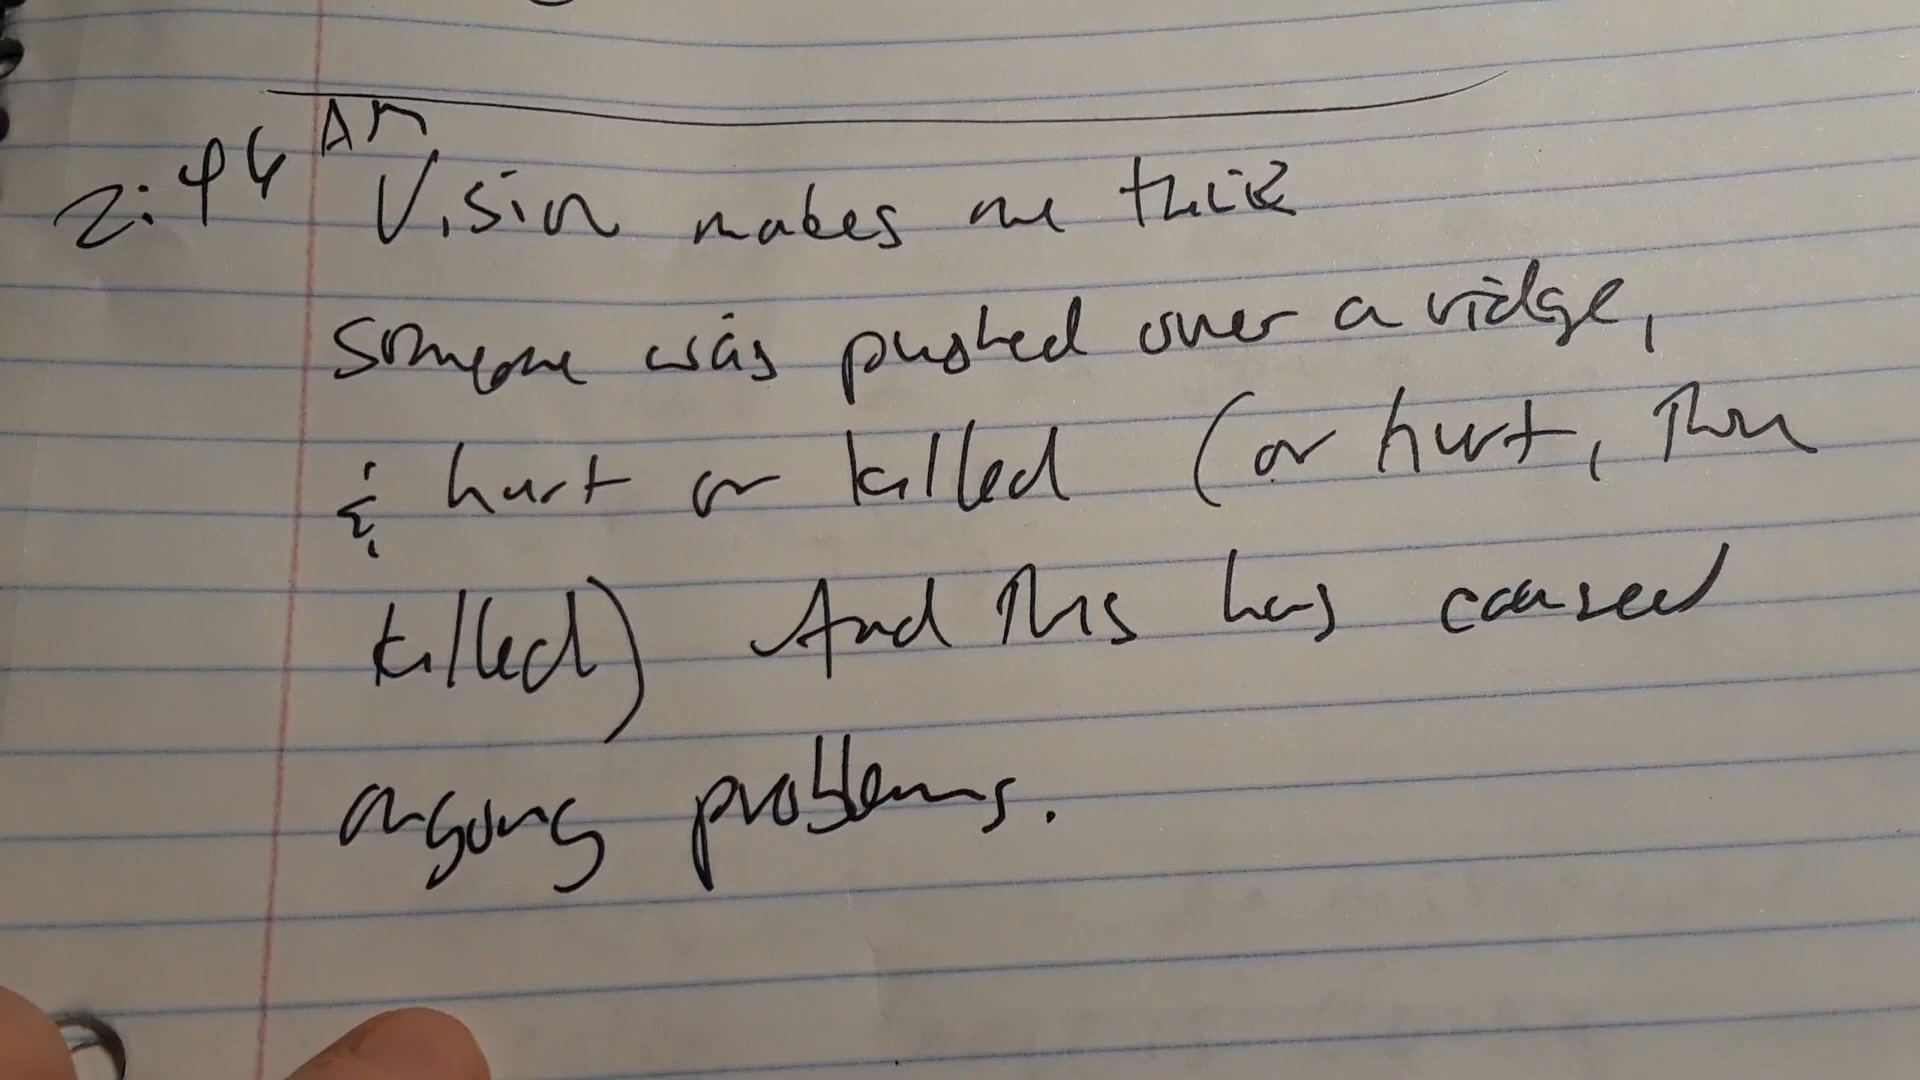 2:46 AM
Vision makes me think
someone was pushed over a ridge,
& hurt or killed (or hurt, then
killed) And this has caused
ongoing problems.